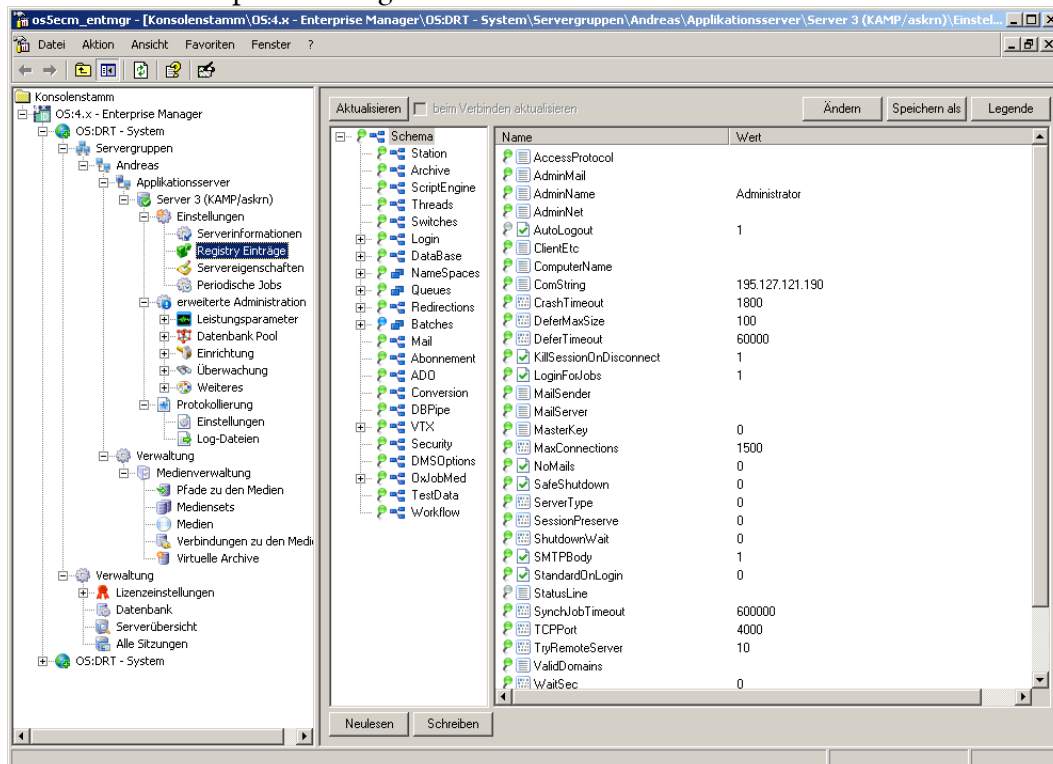 os5ecm_entmgr - [Konsolenstamm\OS:4.x - Enterprise Manager\OS:DRT - System\Servergruppen\Andreas\Applikationsserver\Server 3 (KAMP/askrn)\Einstel...
Datei Aktion Ansicht Favoriten Fenster ?
Konsolenstamm
OS:4.x - Enterprise Manager
OS:DRT - System
Servergruppen
Andreas
Applikationsserver
Server 3 (KAMP/askrn)
Einstellungen
Serverinformationen
Registry Einträge
Servereigenschaften
Periodische Jobs
erweiterte Administration
Leistungsparameter
Datenbank Pool
Einrichtung
Überwachung
Weiteres
Protokollierung
Einstellungen
Log-Dateien
Verwaltung
Medienverwaltung
Pfade zu den Medien
Mediensets
Medien
Verbindungen zu den Medi
Virtuelle Archive
Verwaltung
Lizenzeinstellungen
Datenbank
Serverübersicht
Alle Sitzungen
OS:DRT - System
Aktualisieren beim Verbinden aktualisieren Ändern Speichern als Legende
Schema
Station
Archive
ScriptEngine
Threads
Switches
Login
DataBase
NameSpaces
Queues
Redirections
Batches
Mail
Abonnement
ADO
Conversion
DBPipe
VTX
Security
DMSOptions
OxJobMed
TestData
Workflow
Name Wert
AccessProtocol
AdminMail
AdminName Administrator
AdminNet
AutoLogout 1
ClientEtc
ComputerName
ComString 195.127.121.190
CrashTimeout 1800
DeferMaxSize 100
DeferTimeout 60000
KillSessionOnDisconnect 1
LoginForJobs 1
MailSender
MailServer
MasterKey 0
MaxConnections 1500
NoMails 0
SafeShutdown 0
ServerType 0
SessionPreserve 0
ShutdownWait 0
SMTPBody 1
StandardOnLogin 0
StatusLine
SynchJobTimeout 600000
TCPPort 4000
TryRemoteServer 10
ValidDomains
WaitSec 0
Neulesen Schreiben